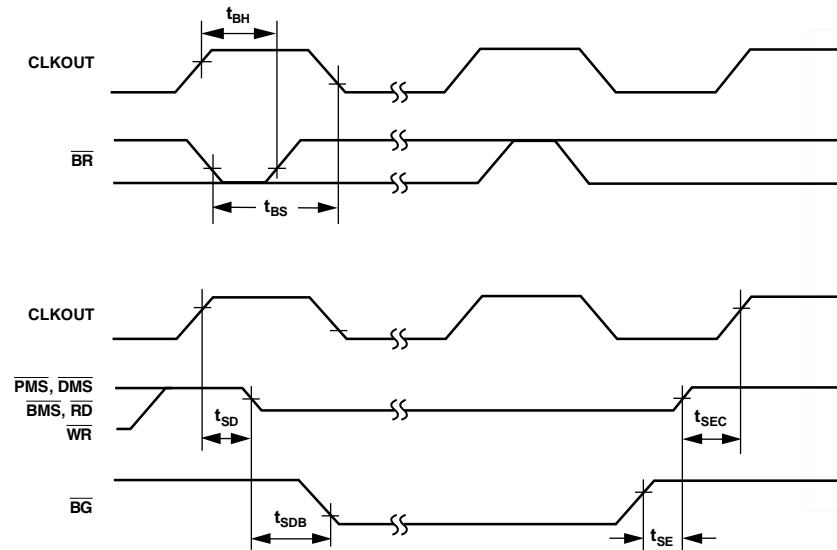 tBH
CLKOUT
BR
tBS
CLKOUT
PMS, DMS
BMS, RD
WR
tSD
tSEC
BG
tSDB
tSE